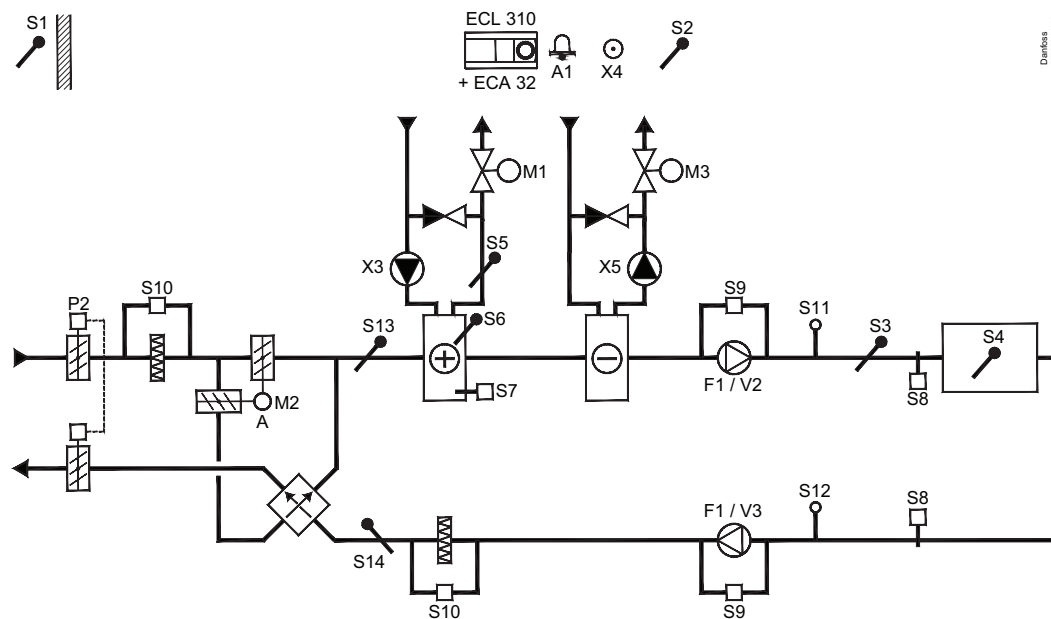 S1
ECL 310
+ ECA 32
A1
X4
S2
Danfoss
M1
M3
S5
X3
X5
P2
S10
S13
S6
S9
S11
S3
S4
S7
F1 / V2
S8
M2
A
S14
S10
F1 / V3
S12
S8
S9